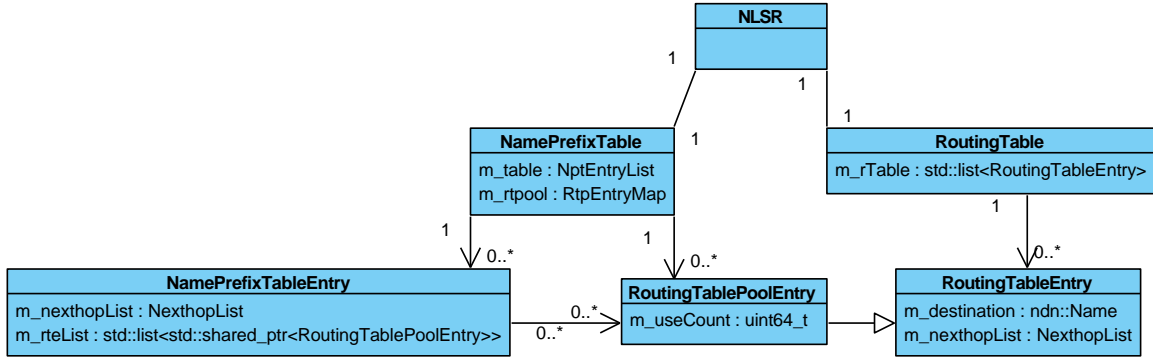 NLSR
1
1
1
1
NamePrefixTable
m_table : NptEntryList
m_rtpool : RtpEntryMap
RoutingTable
m_rTable : std::list<RoutingTableEntry>
1
0..*
1
0..*
1
0..*
NamePrefixTableEntry
m_nexthopList : NexthopList
m_rteList : std::list<std::shared_ptr<RoutingTablePoolEntry>>
0..*
0..*
RoutingTablePoolEntry
m_useCount : uint64_t
RoutingTableEntry
m_destination : ndn::Name
m_nexthopList : NexthopList